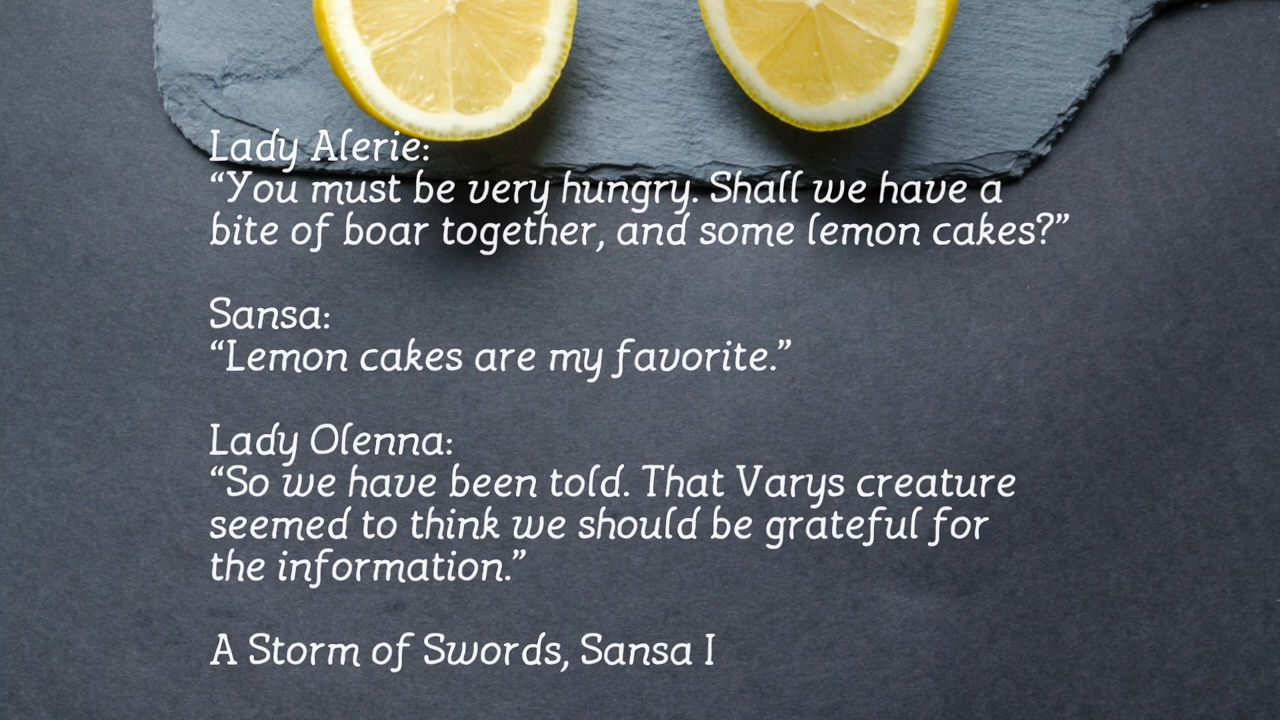 Lady Alerie:
“You must be very hungry. Shall we have a
bite of boar together, and some lemon cakes?”
Sansa:
“Lemon cakes are my favorite.”
Lady Olenna:
“So we have been told. That Varys creature
seemed to think we should be grateful for
the information.”
A Storm of Swords, Sansa I